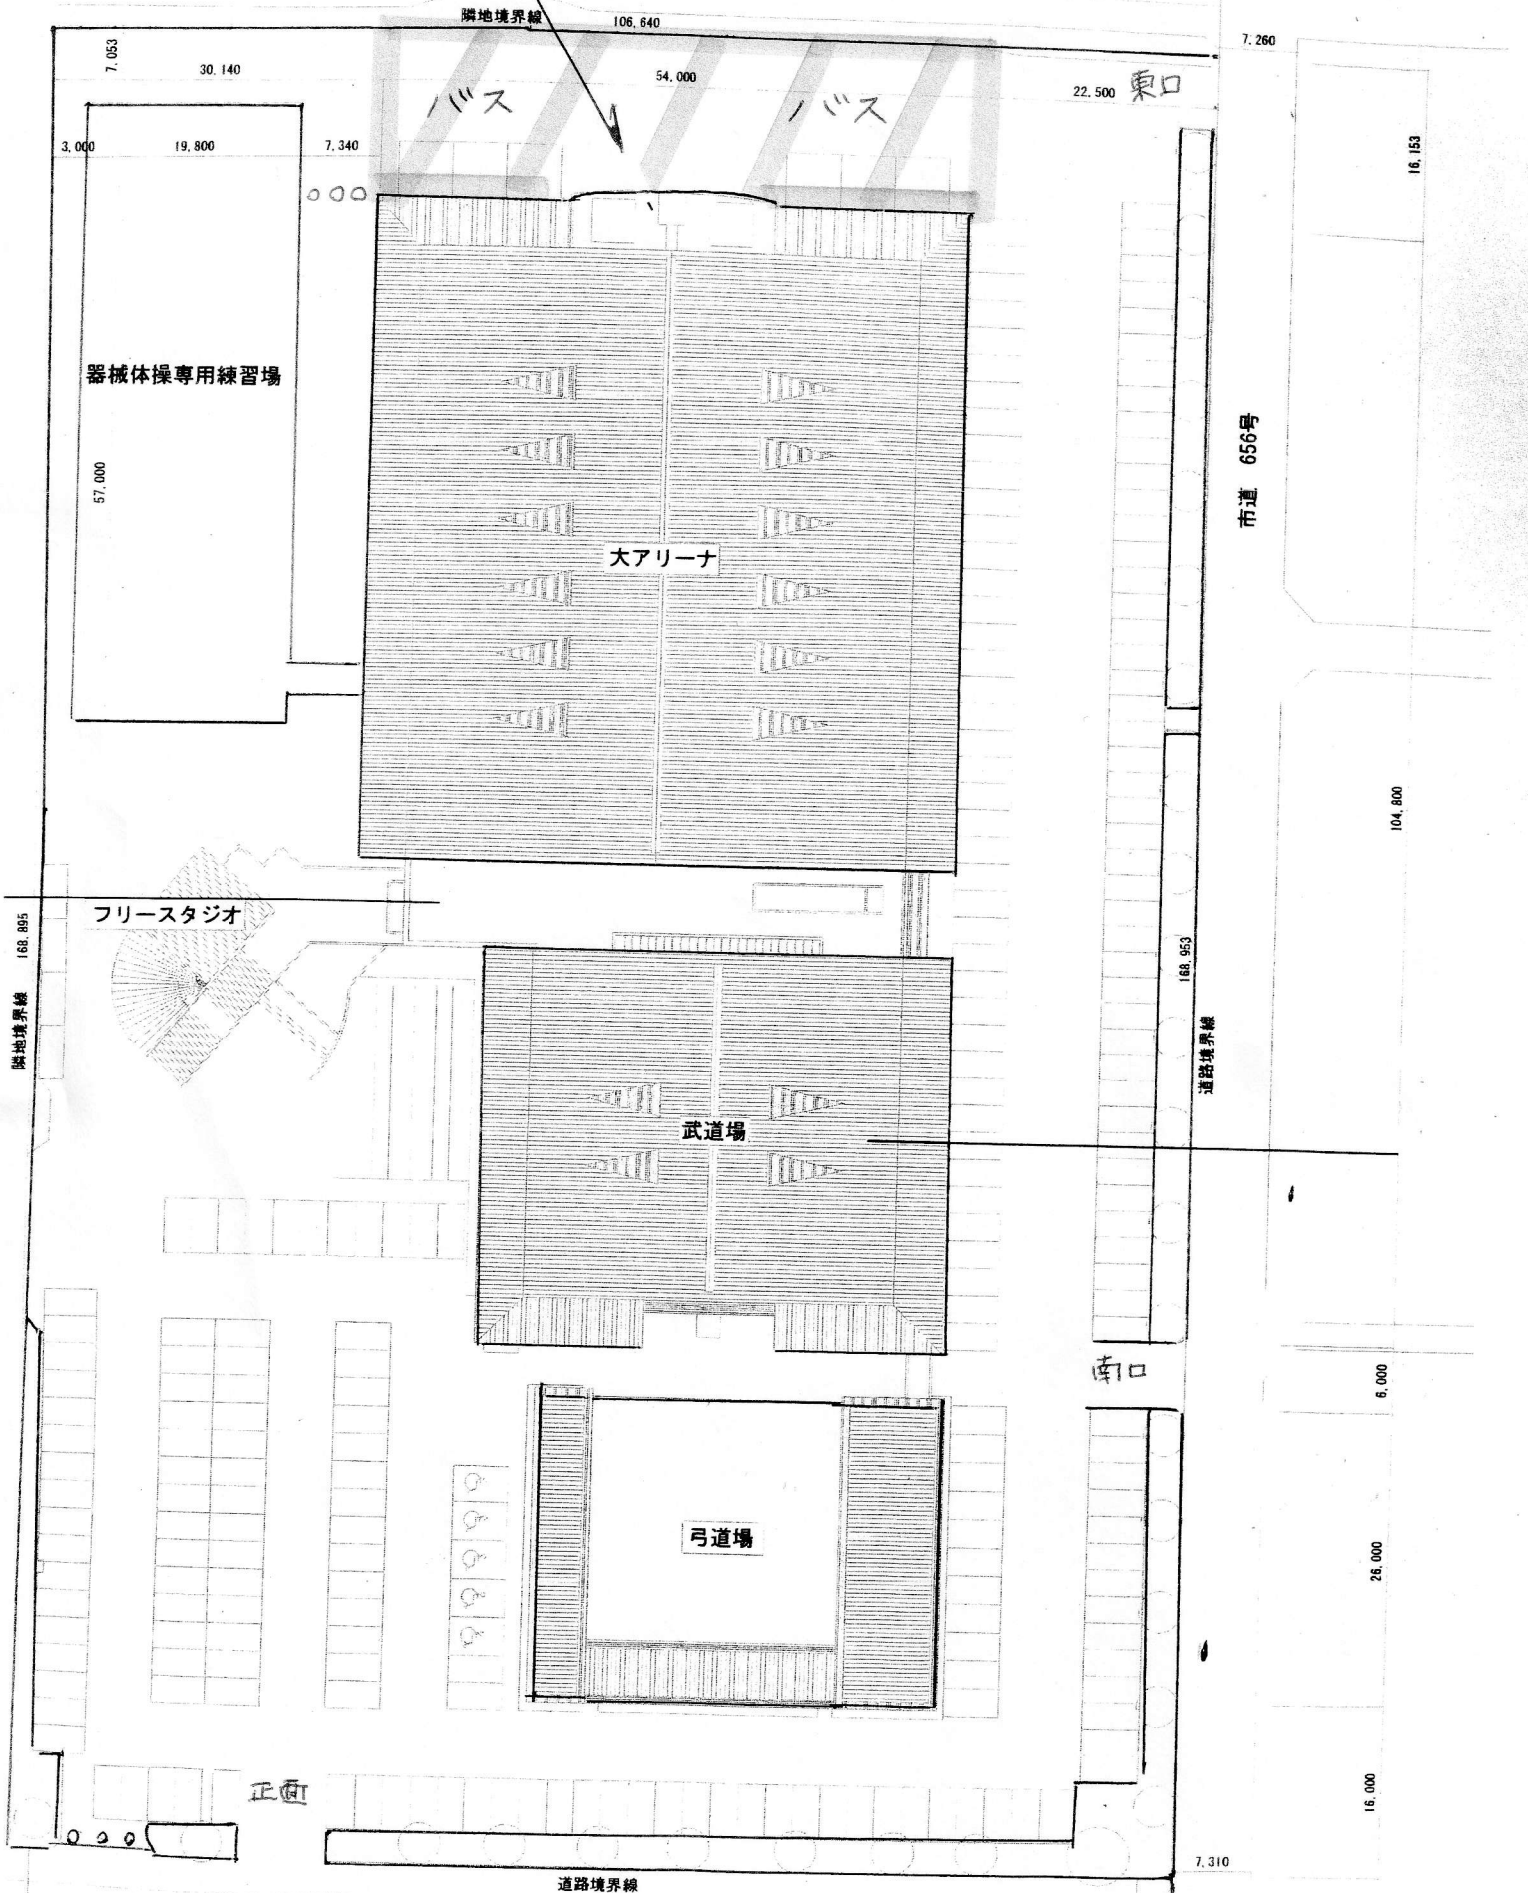 隣地境界線
106,640
7,260
7,053
30,140
54,000
22,500
東口
バス
バス
3,000
19,800
7,340
16,153
器械体操専用練習場
57,000
市道 656号
大アリーナ
104,800
フリースタジオ
168,895
隣地境界線
168,953
道路境界線
武道場
南口
6,000
弓道場
26,000
正面
16,000
7,310
道路境界線